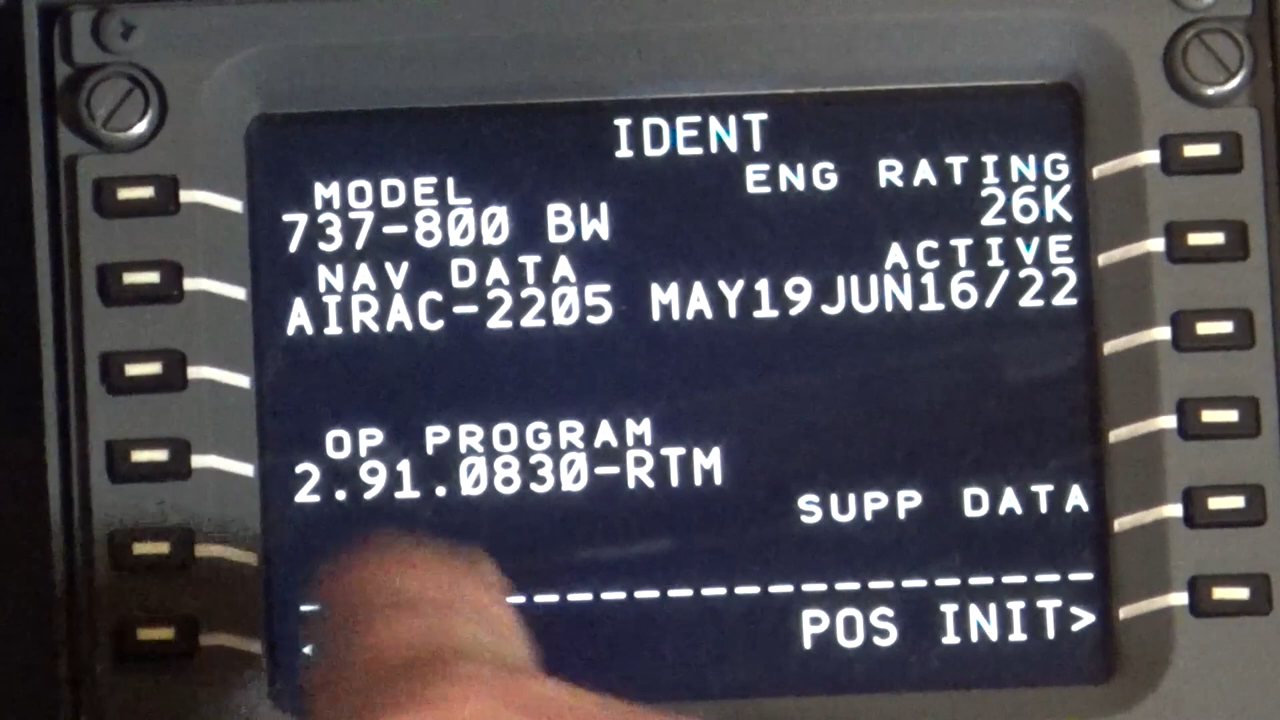 IDENT
MODEL ENG RATING
737-800 BW 26K
NAV DATA ACTIVE
AIRAC-2205 MAY19JUN16/22
OP PROGRAM
2.91.0830-RTM
SUPP DATA
POS INIT>